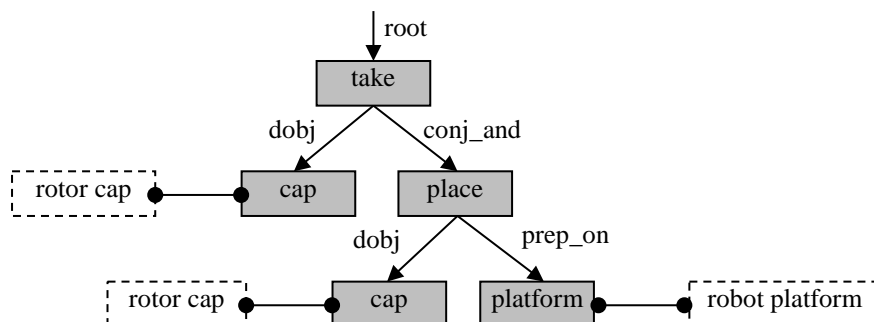 root
take
dobj
conj_and
rotor cap
cap
place
dobj
prep_on
rotor cap
cap
platform
robot platform